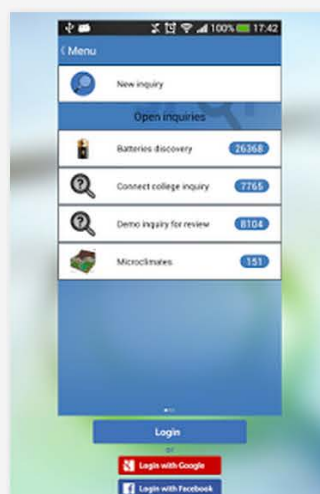 100% 17:42
Menu
New inquiry
Open inquiries
Batteries discovery 26368
Connect college inquiry 7765
Demo inquiry for review 8104
Microclimates 151
Login
or
Login with Google
Login with Facebook